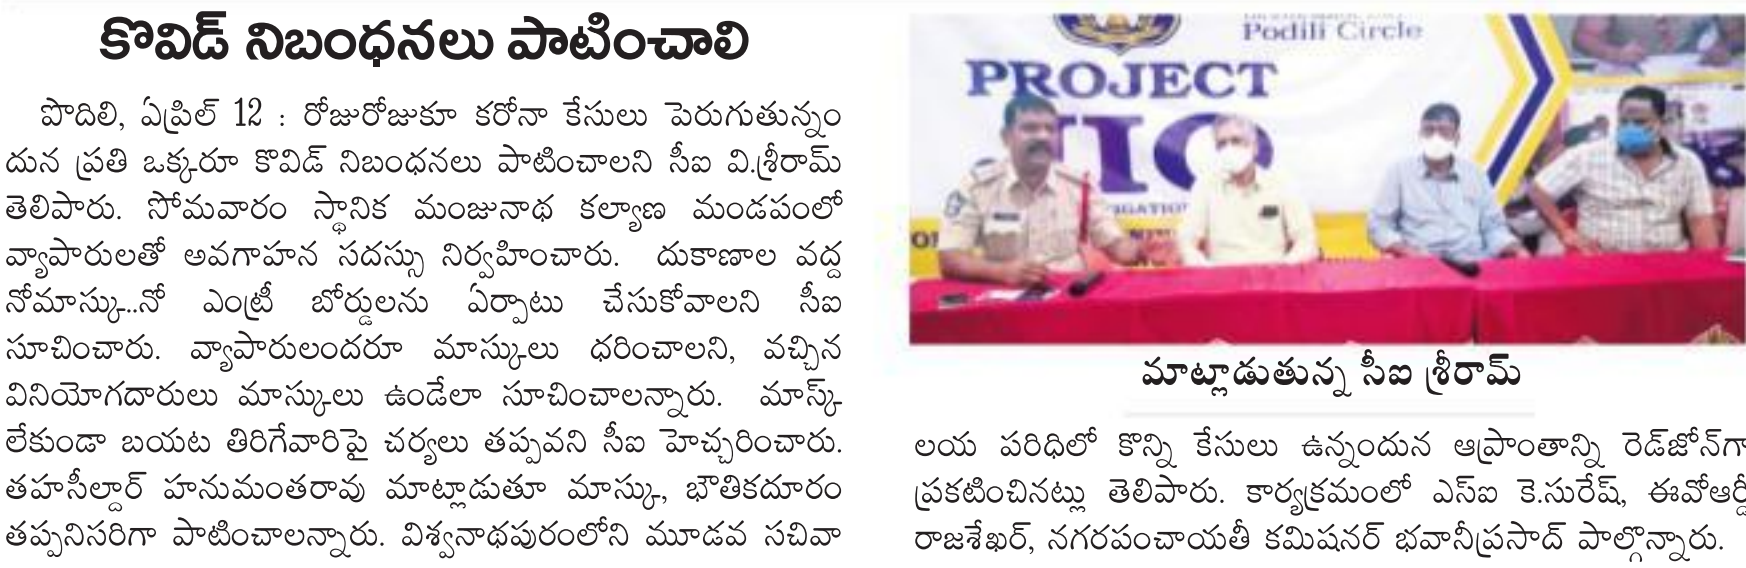 కొవిడ్ నిబంధనలు పాటించాలి
పొదిలి, ఏప్రిల్ 12 : రోజురోజుకూ కరోనా కేసులు పెరుగుతున్నం
దున ప్రతి ఒక్కరూ కొవిడ్ నిబంధనలు పాటించాలని సీఐ వి.శ్రీరామ్
తెలిపారు. సోమవారం స్థానిక మంజునాథ కల్యాణ మండపంలో
వ్యాపారులతో అవగాహన సదస్సు నిర్వహించారు. దుకాణాల వద్ద
నోమాస్కు..నో ఎంట్రీ బోర్డులను ఏర్పాటు చేసుకోవాలని సీఐ
సూచించారు. వ్యాపారులందరూ మాస్కులు ధరించాలని, వచ్చిన
వినియోగదారులు మాస్కులు ఉండేలా సూచించాలన్నారు. మాస్క్
లేకుండా బయట తిరిగేవారిపై చర్యలు తప్పవని సీఐ హెచ్చరించారు.
తహసీల్దార్ హనుమంతరావు మాట్లాడుతూ మాస్కు, భౌతికదూరం
తప్పనిసరిగా పాటించాలన్నారు. విశ్వనాథపురంలోని మూడవ సచివా
Podili Circle
PROJECT
మాట్లాడుతున్న సీఐ శ్రీరామ్
లయ పరిధిలో కొన్ని కేసులు ఉన్నందున ఆప్రాంతాన్ని రెడ్‌జోన్‌గా
ప్రకటించినట్లు తెలిపారు. కార్యక్రమంలో ఎస్ఐ కె.సురేష్, ఈవోఆర్డీ
రాజశేఖర్, నగరపంచాయతీ కమిషనర్ భవానీప్రసాద్ పాల్గొన్నారు.